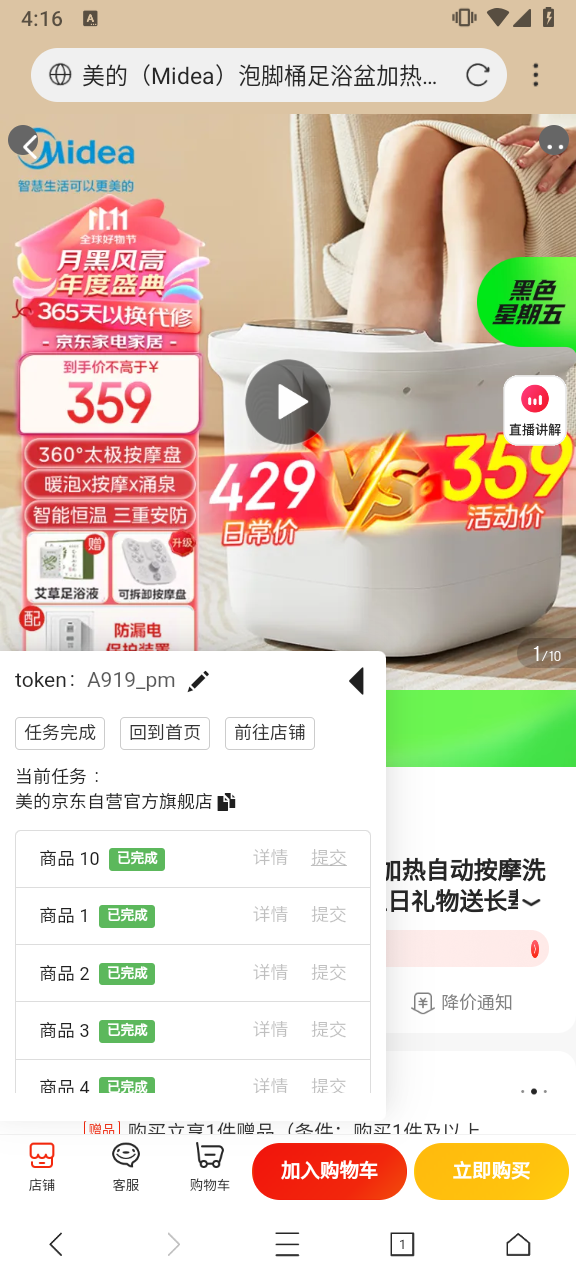 4:16
A
美的（Midea）泡脚桶足浴盆加热...
Midea
智慧生活可以更美的
11.11
全球好物节
月黑风高
年度盛典
365天以换代修
- 京东家电家居 -
到手价不高于￥
359
360°太极按摩盘
暖泡x按摩x涌泉
智能恒温 三重安防
赠
升级
艾草足浴液
可拆卸按摩盘
配
防漏电
保护装置
黑色
星期五
直播讲解
429
日常价
VS
359
活动价
1/10
token： A919_pm
任务完成
回到首页
前往店铺
当前任务：
美的京东自营官方旗舰店
商品 10 已完成 详情 提交
商品 1 已完成 详情 提交
商品 2 已完成 详情 提交
商品 3 已完成 详情 提交
商品 4 已完成 详情 提交
加热自动按摩洗
日礼物送长辈
降价通知
赠品 购买立享1件赠品（条件：购买1件及以上
店铺
客服
购物车
加入购物车
立即购买
1